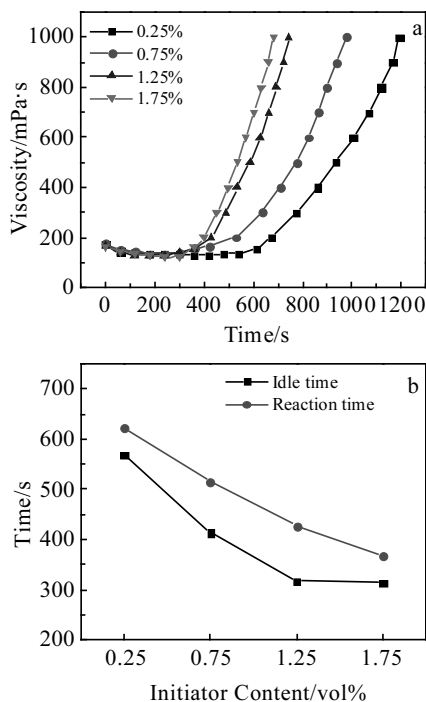 a
0.25%
0.75%
1.25%
1.75%
Viscosity/mPa·s
1000
800
600
400
200
0
0 200 400 600 800 1000 1200
Time/s
b
Idle time
Reaction time
Time/s
700
600
500
400
300
200
0.25 0.75 1.25 1.75
Initiator Content/vol%